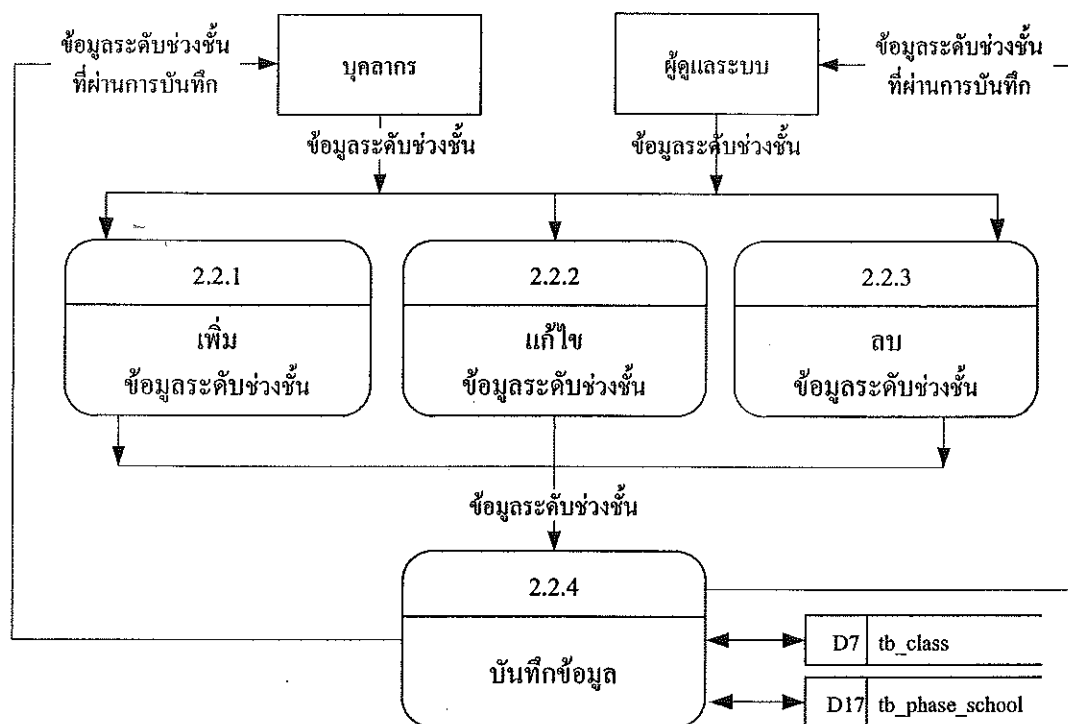 ข้อมูลระดับช่วงชั้น
ที่ผ่านการบันทึก
บุคลากร
ผู้ดูแลระบบ
ข้อมูลระดับช่วงชั้น
ที่ผ่านการบันทึก
ข้อมูลระดับช่วงชั้น
ข้อมูลระดับช่วงชั้น
2.2.1
เพิ่ม
ข้อมูลระดับช่วงชั้น
2.2.2
แก้ไข
ข้อมูลระดับช่วงชั้น
2.2.3
ลบ
ข้อมูลระดับช่วงชั้น
ข้อมูลระดับช่วงชั้น
2.2.4
บันทึกข้อมูล
D7 tb_class
D17 tb_phase_school